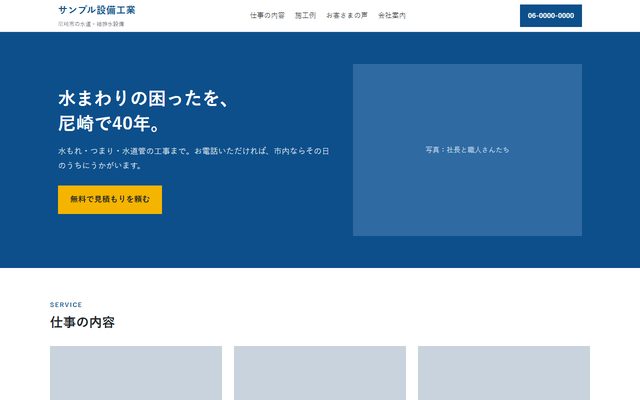 サンプル設備工業
尼崎市の水道・給排水設備
仕事の内容
施工例
お客さまの声
会社案内
06-0000-0000
水まわりの困ったを、
尼崎で40年。
水もれ・つまり・水道管の工事まで。お電話いただければ、市内ならその日
のうちにうかがいます。
無料で見積もりを頼む
写真：社長と職人さんたち
SERVICE
仕事の内容